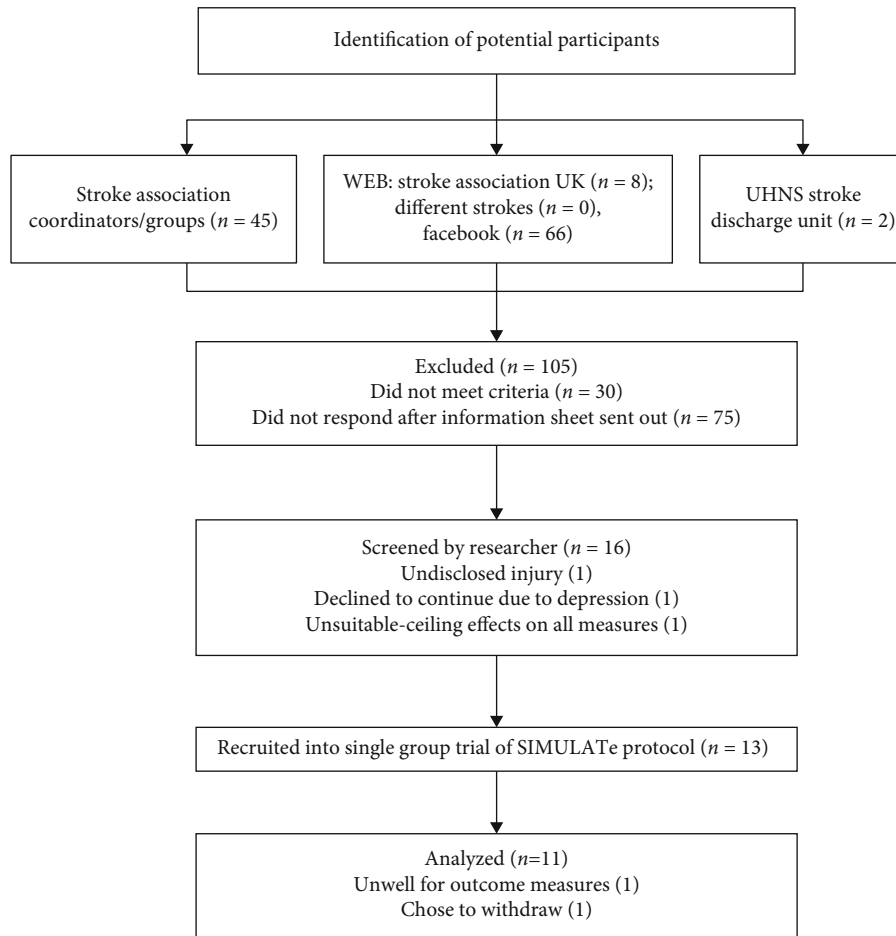 Identification of potential participants
Stroke association
coordinators/groups (n = 45)
WEB: stroke association UK (n = 8);
different strokes (n = 0),
facebook (n = 66)
UHNS stroke
discharge unit (n = 2)
Excluded (n = 105)
Did not meet criteria (n = 30)
Did not respond after information sheet sent out (n = 75)
Screened by researcher (n = 16)
Undisclosed injury (1)
Declined to continue due to depression (1)
Unsuitable-ceiling effects on all measures (1)
Recruited into single group trial of SIMULATe protocol (n = 13)
Analyzed (n=11)
Unwell for outcome measures (1)
Chose to withdraw (1)